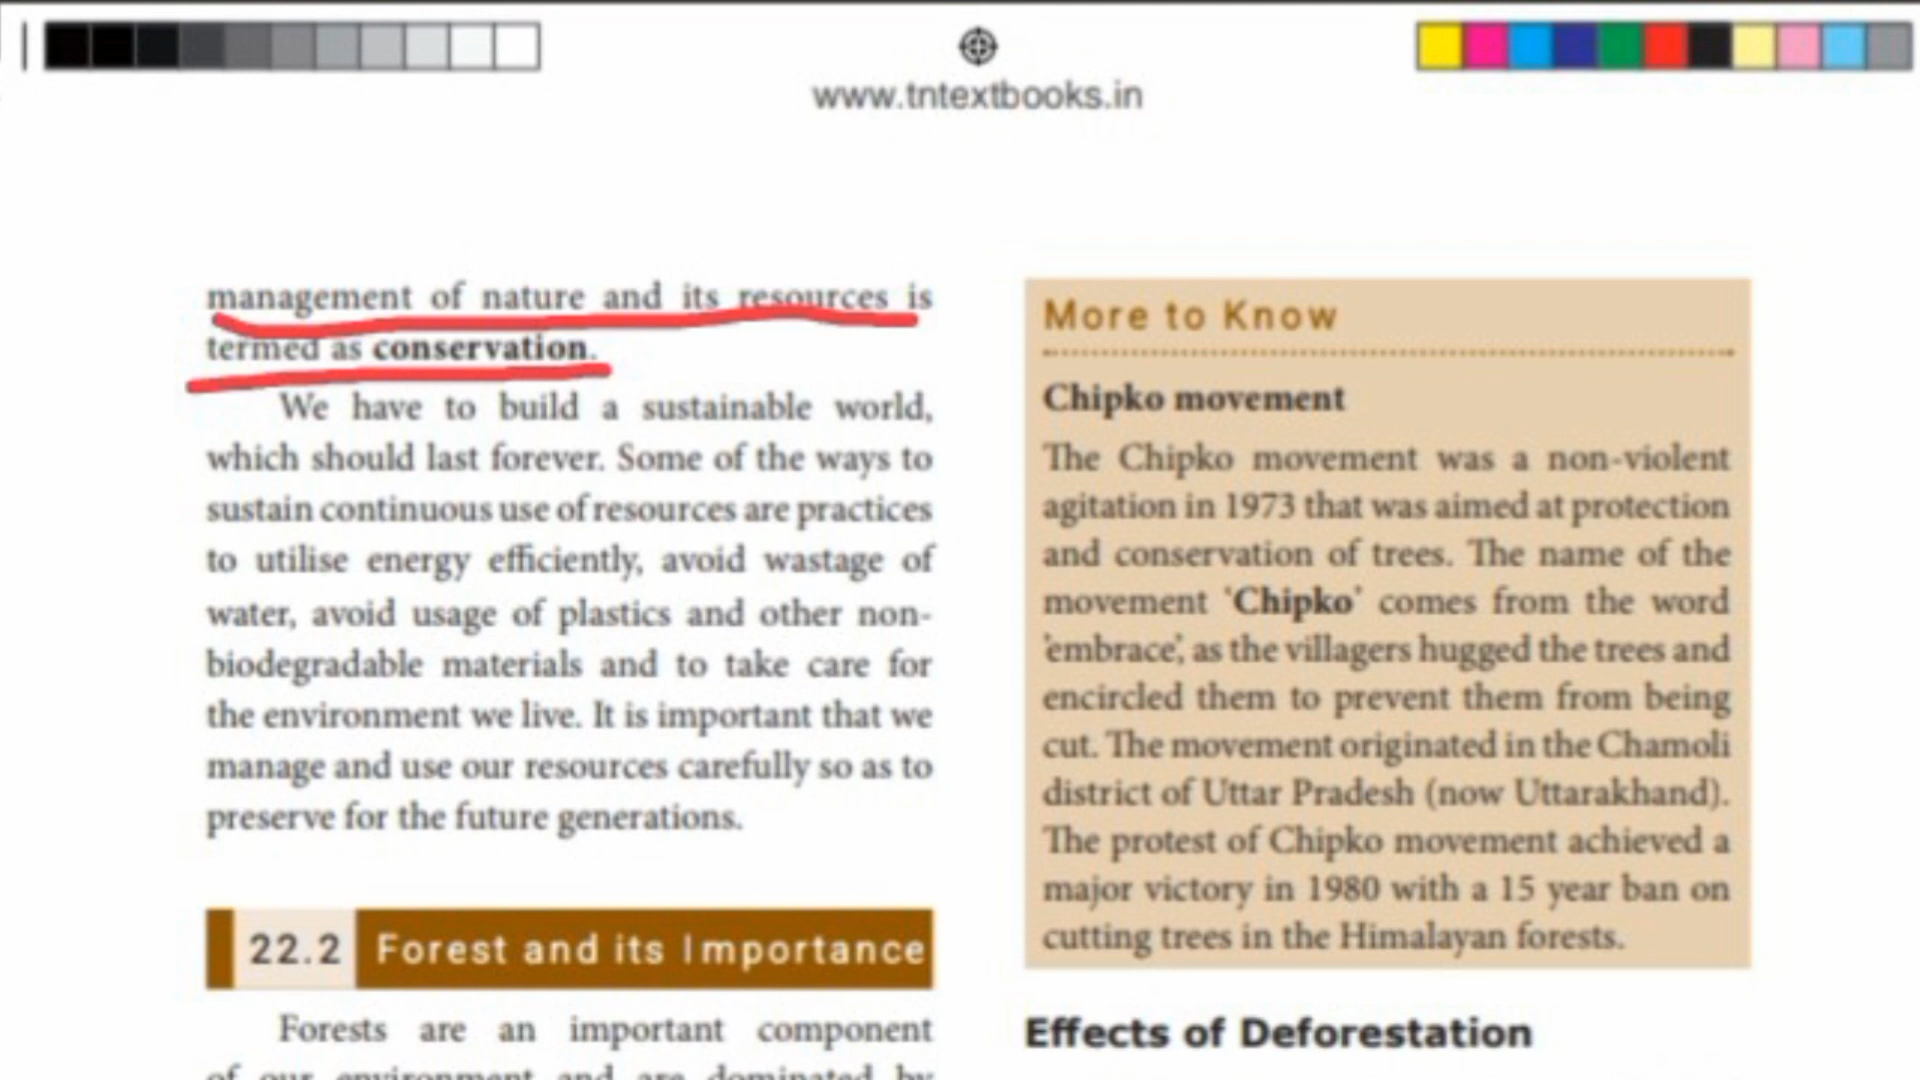 www.tntextbooks.in
management of nature and its resources is
termed as conservation.
We have to build a sustainable world,
which should last forever. Some of the ways to
sustain continuous use of resources are practices
to utilise energy efficiently, avoid wastage of
water, avoid usage of plastics and other non-
biodegradable materials and to take care for
the environment we live. It is important that we
manage and use our resources carefully so as to
preserve for the future generations.
22.2 Forest and its Importance
Forests are an important component
of our environment and are dominated by
More to Know
Chipko movement
The Chipko movement was a non-violent
agitation in 1973 that was aimed at protection
and conservation of trees. The name of the
movement 'Chipko' comes from the word
'embrace', as the villagers hugged the trees and
encircled them to prevent them from being
cut. The movement originated in the Chamoli
district of Uttar Pradesh (now Uttarakhand).
The protest of Chipko movement achieved a
major victory in 1980 with a 15 year ban on
cutting trees in the Himalayan forests.
Effects of Deforestation